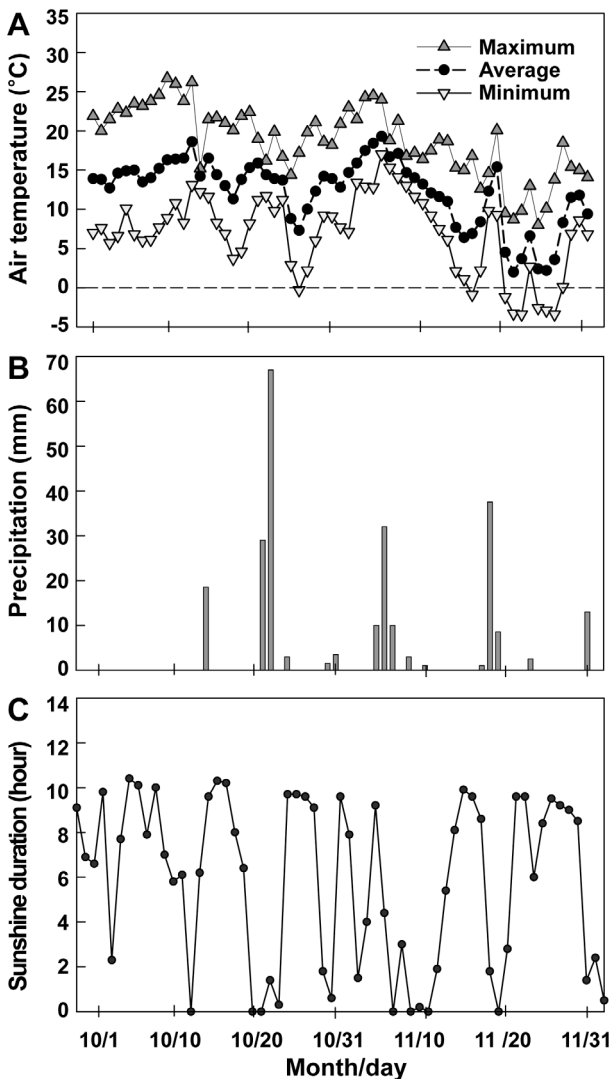 A
Air temperature (°C)
35
30
25
20
15
10
5
0
-5
Maximum
Average
Minimum
B
Precipitation (mm)
70
60
50
40
30
20
10
0
C
Sunshine duration (hour)
14
12
10
8
6
4
2
0
10/1 10/10 10/20 10/31 11/10 11 /20 11/31
Month/day